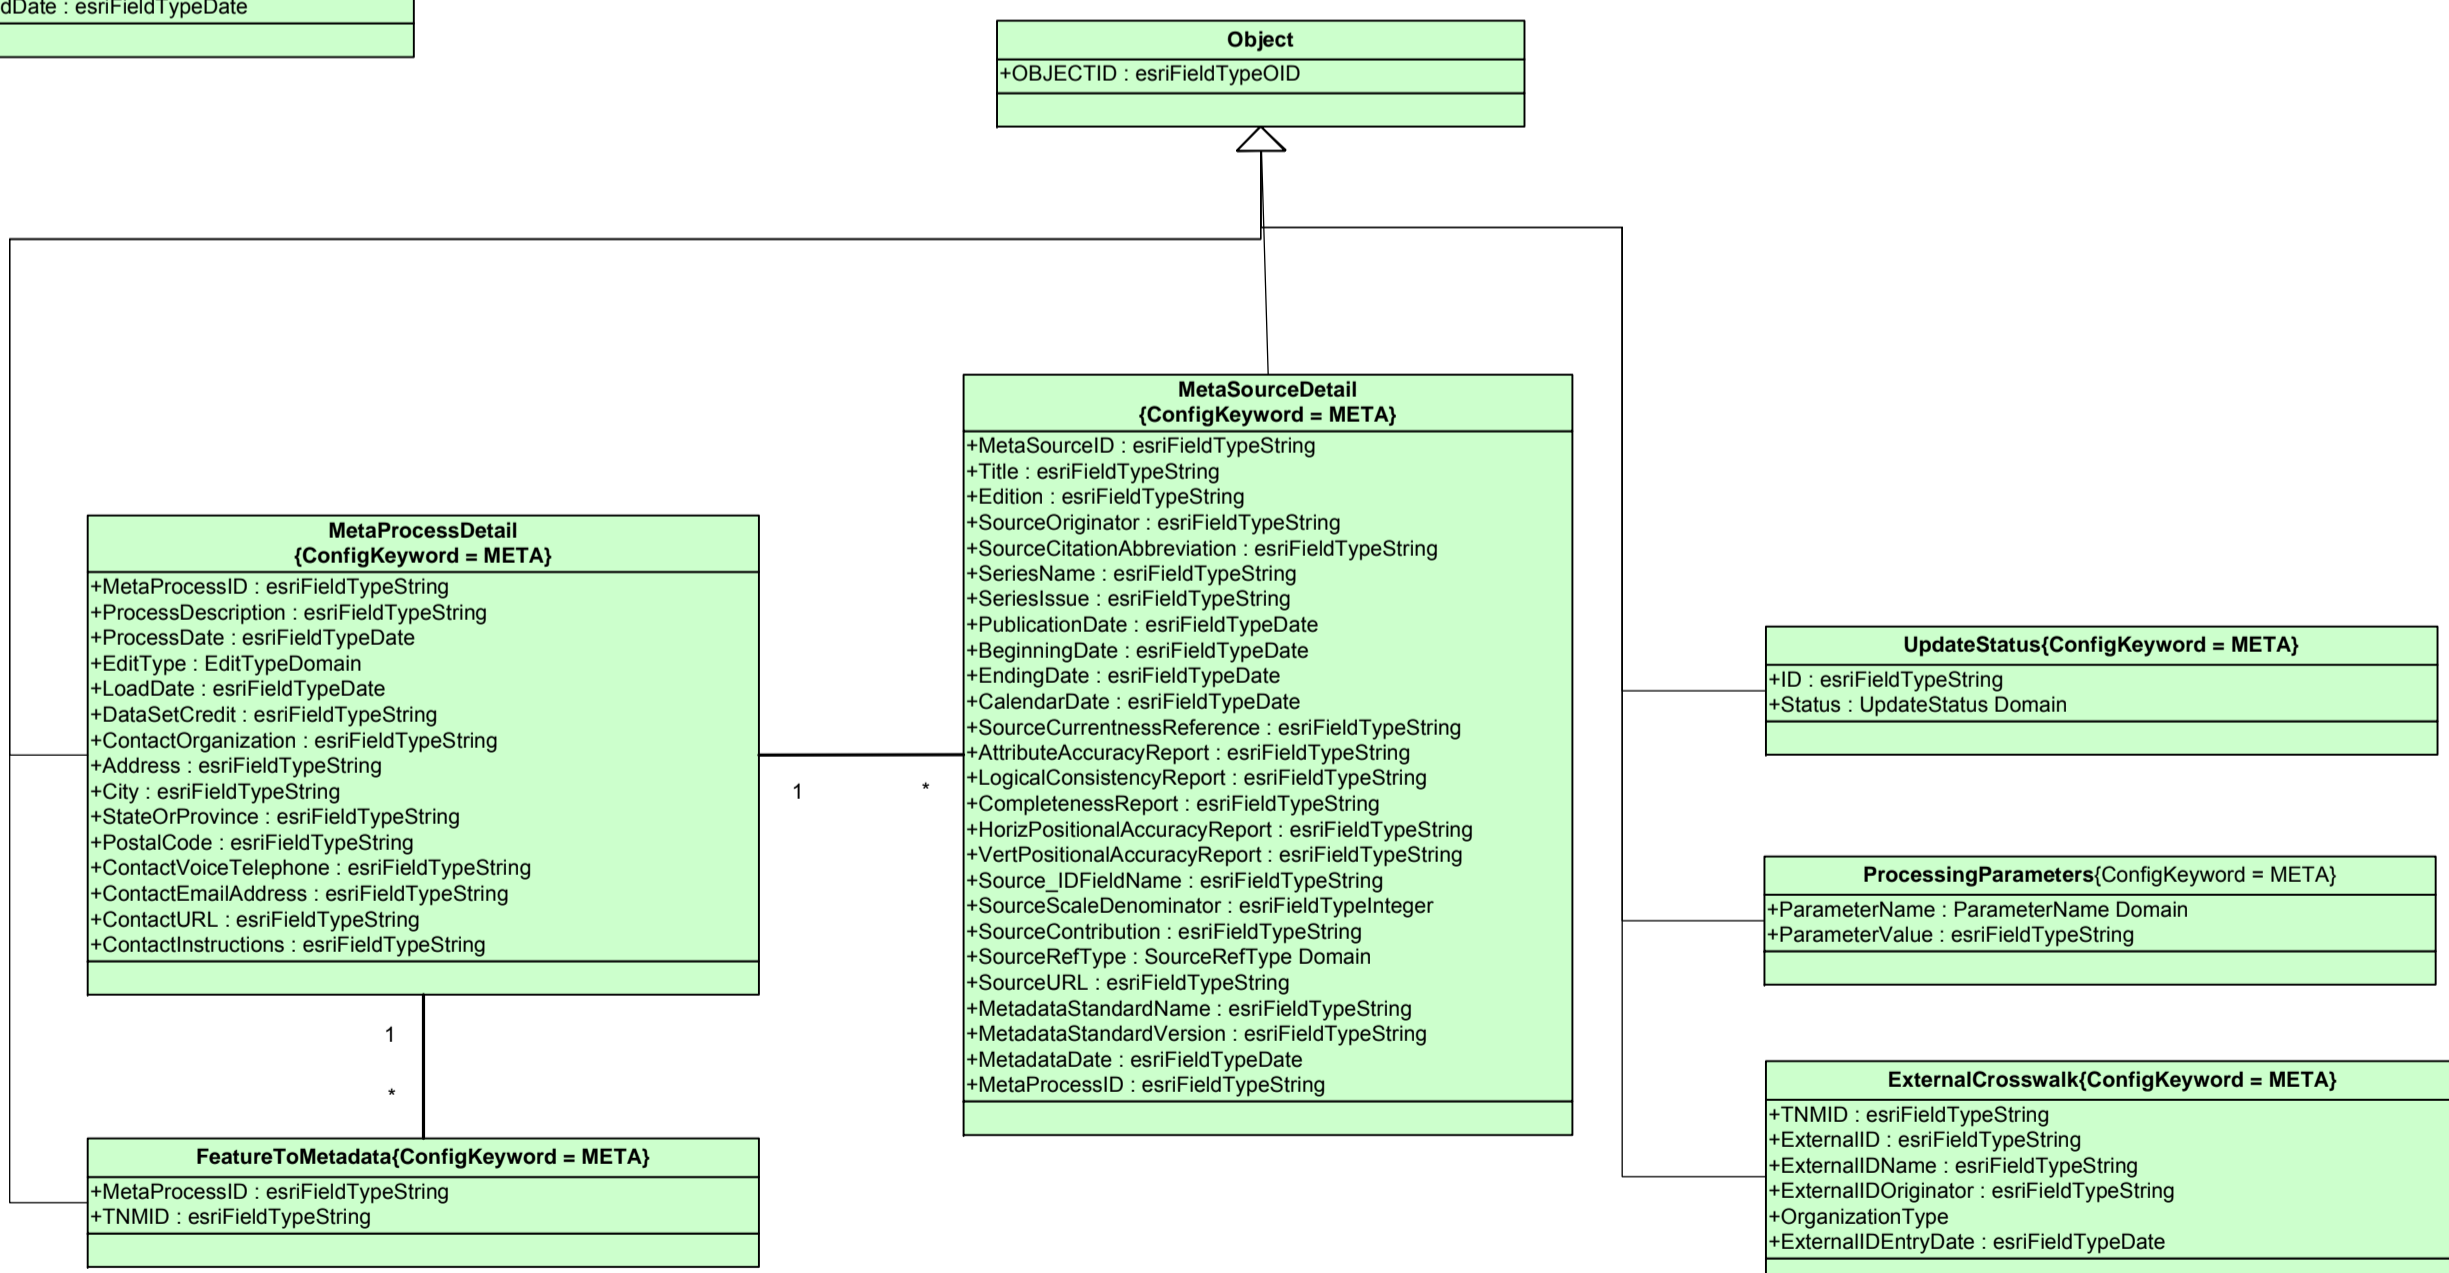 dDate : esriFieldTypeDate
Object
+OBJECTID : esriFieldTypeOID
MetaSourceDetail
{ConfigKeyword = META}
+MetaSourceID : esriFieldTypeString
+Title : esriFieldTypeString
+Edition : esriFieldTypeString
+SourceOriginator : esriFieldTypeString
+SourceCitationAbbreviation : esriFieldTypeString
+SeriesName : esriFieldTypeString
+SeriesIssue : esriFieldTypeString
+PublicationDate : esriFieldTypeDate
+BeginningDate : esriFieldTypeDate
+EndingDate : esriFieldTypeDate
+CalendarDate : esriFieldTypeDate
+SourceCurrentnessReference : esriFieldTypeString
+AttributeAccuracyReport : esriFieldTypeString
+LogicalConsistencyReport : esriFieldTypeString
+CompletenessReport : esriFieldTypeString
+HorizPositionalAccuracyReport : esriFieldTypeString
+VertPositionalAccuracyReport : esriFieldTypeString
+Source_IDFieldName : esriFieldTypeString
+SourceScaleDenominator : esriFieldTypeInteger
+SourceContribution : esriFieldTypeString
+SourceRefType : SourceRefType Domain
+SourceURL : esriFieldTypeString
+MetadataStandardName : esriFieldTypeString
+MetadataStandardVersion : esriFieldTypeString
+MetadataDate : esriFieldTypeDate
+MetaProcessID : esriFieldTypeString
MetaProcessDetail
{ConfigKeyword = META}
+MetaProcessID : esriFieldTypeString
+ProcessDescription : esriFieldTypeString
+ProcessDate : esriFieldTypeDate
+EditType : EditTypeDomain
+LoadDate : esriFieldTypeDate
+DataSetCredit : esriFieldTypeString
+ContactOrganization : esriFieldTypeString
+Address : esriFieldTypeString
+City : esriFieldTypeString
+StateOrProvince : esriFieldTypeString
+PostalCode : esriFieldTypeString
+ContactVoiceTelephone : esriFieldTypeString
+ContactEmailAddress : esriFieldTypeString
+ContactURL : esriFieldTypeString
+ContactInstructions : esriFieldTypeString
1 *
1
*
FeatureToMetadata{ConfigKeyword = META}
+MetaProcessID : esriFieldTypeString
+TNMID : esriFieldTypeString
UpdateStatus{ConfigKeyword = META}
+ID : esriFieldTypeString
+Status : UpdateStatus Domain
ProcessingParameters{ConfigKeyword = META}
+ParameterName : ParameterName Domain
+ParameterValue : esriFieldTypeString
ExternalCrosswalk{ConfigKeyword = META}
+TNMID : esriFieldTypeString
+ExternalID : esriFieldTypeString
+ExternalIDName : esriFieldTypeString
+ExternalIDOriginator : esriFieldTypeString
+OrganizationType
+ExternalIDEntryDate : esriFieldTypeDate